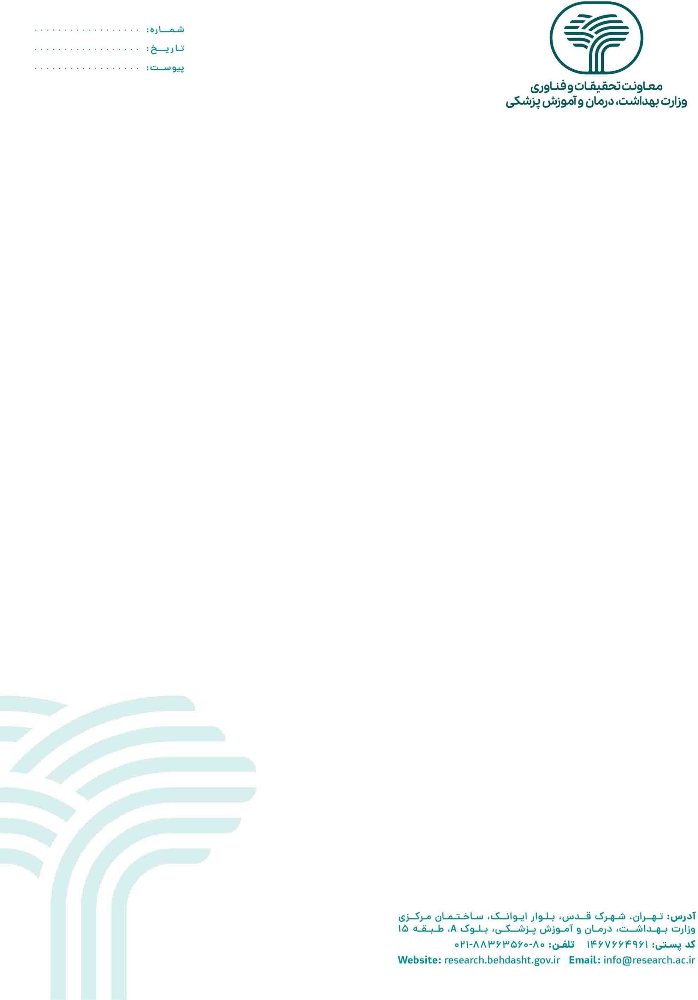 معاونت تحقیقات و فناوری
وزارت بهداشت، درمان و آموزش پزشکی
شماره: . . . . . . . . . . . . . . . . . .
تاریخ: . . . . . . . . . . . . . . . . . .
پیوست: . . . . . . . . . . . . . . . . . .
آدرس: تهران، شهرک قدس، بلوار ایوانک، ساختمان مرکزی
وزارت بهداشت، درمان و آموزش پزشکی، بلوک A، طبقه ۱۵
کد پستی: ۱۴۶۷۶۶۴۹۶۱ تلفن: ۸۰-۰۲۱-۸۸۳۶۳۵۶۰
Website: research.behdasht.gov.ir Email: info@research.ac.ir